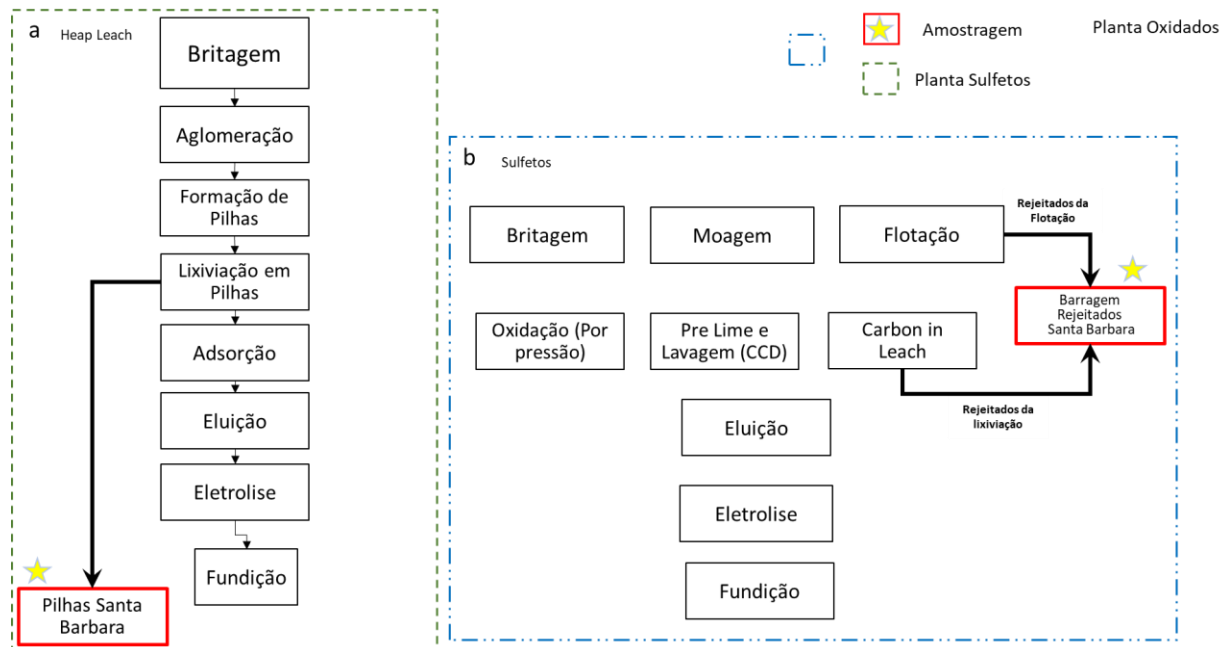 a Heap Leach
Britagem
Aglomeração
Formação de
Pilhas
Lixiviação em
Pilhas
Adsorção
Eluição
Eletrolise
Fundição
Pilhas Santa
Barbara
Amostragem
Planta Oxidados
Planta Sulfetos
b Sulfetos
Britagem
Moagem
Flotação
Rejeitados da
Flotação
Barragem
Rejeitados
Santa Barbara
Oxidação (Por
pressão)
Pre Lime e
Lavagem (CCD)
Carbon in
Leach
Rejeitados da
lixiviação
Eluição
Eletrolise
Fundição